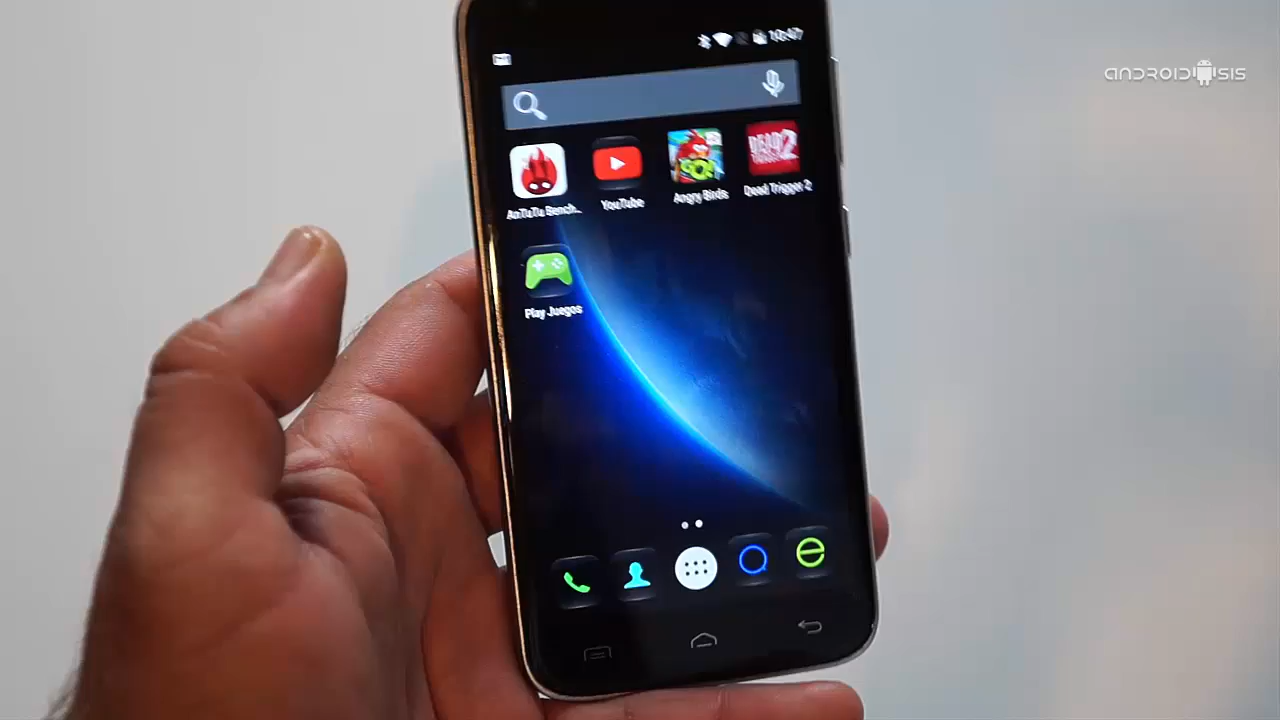 10:47
ANDROIDSIS
AnTuTu Bench..
YouTube
Angry Birds
Dead Trigger 2
Play Juegos